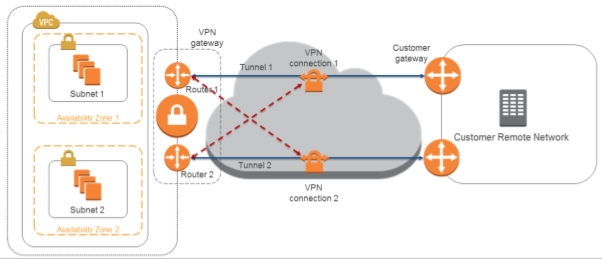 VPC
Subnet 1
Availability Zone 1
Subnet 2
Availability Zone 2
VPN
gateway
Router 1
Router 2
Tunnel 1
Tunnel 2
VPN
connection 1
VPN
connection 2
Customer
gateway
Customer Remote Network